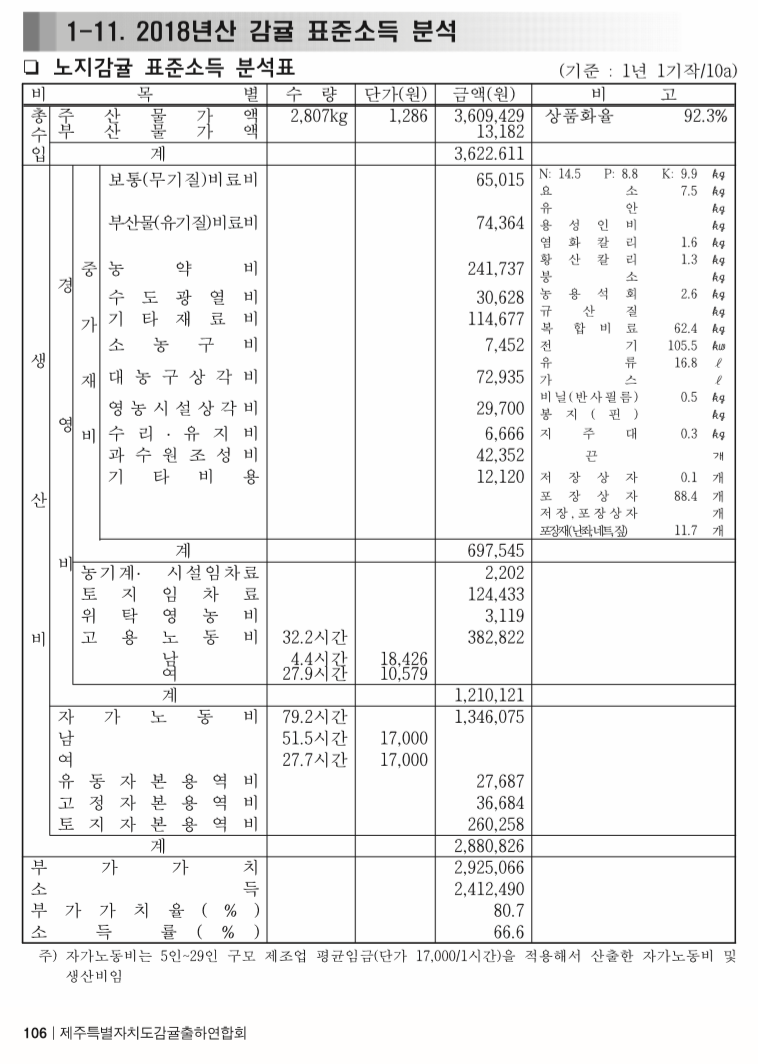 1-11. 2018년산 감귤 표준소득 분석
❏ 노지감귤 표준소득 분석표 (기준 : 1년 1기작/10a)
비 목 별 수 량 단가(원) 금액(원) 비 고
총수입 주 산 물 가 액 2,807kg 1,286 3,609,429 상품화율 92.3%
부 산 물 가 액 13,182
계 3,622.611
생산비 경영비 중간재비
보통(무기질)비료비 65,015 N: 14.5 P: 8.8 K: 9.9 kg
요 소 7.5 kg
유 안 kg
부산물(유기질)비료비 74,364 용 성 인 비 kg
염 화 칼 리 1.6 kg
황 산 칼 리 1.3 kg
농 약 비 241,737 붕 소 kg
수 도 광 열 비 30,628 농 용 석 회 2.6 kg
규 산 질 kg
기 타 재 료 비 114,677 복 합 비 료 62.4 kg
소 농 구 비 7,452 전 기 105.5 kw
유 류 16.8 ℓ
대 농 구 상 각 비 72,935 가 스 ℓ
비닐(반사필름) 0.5 kg
영농시설상각비 29,700 봉 지 ( 핀 ) kg
수 리 · 유 지 비 6,666 지 주 대 0.3 kg
과 수 원 조 성 비 42,352 끈 개
기 타 비 용 12,120 저 장 상 자 0.1 개
포 장 상 자 88.4 개
저장,포장상자 개
포장재(난좌,네트,짚) 11.7 개
계 697,545
농기계· 시설임차료 2,202
토 지 임 차 료 124,433
위 탁 영 농 비 3,119
고 용 노 동 비 32.2시간 382,822
남 4.4시간 18,426
여 27.9시간 10,579
계 1,210,121
자 가 노 동 비 79.2시간 1,346,075
남 51.5시간 17,000
여 27.7시간 17,000
유 동 자 본 용 역 비 27,687
고 정 자 본 용 역 비 36,684
토 지 자 본 용 역 비 260,258
계 2,880,826
부 가 가 치 2,925,066
소 득 2,412,490
부 가 가 치 율 ( % ) 80.7
소 득 률 ( % ) 66.6
주) 자가노동비는 5인~29인 구모 제조업 평균임금(단가 17,000/1시간)을 적용해서 산출한 자가노동비 및
생산비임
106 | 제주특별자치도감귤출하연합회